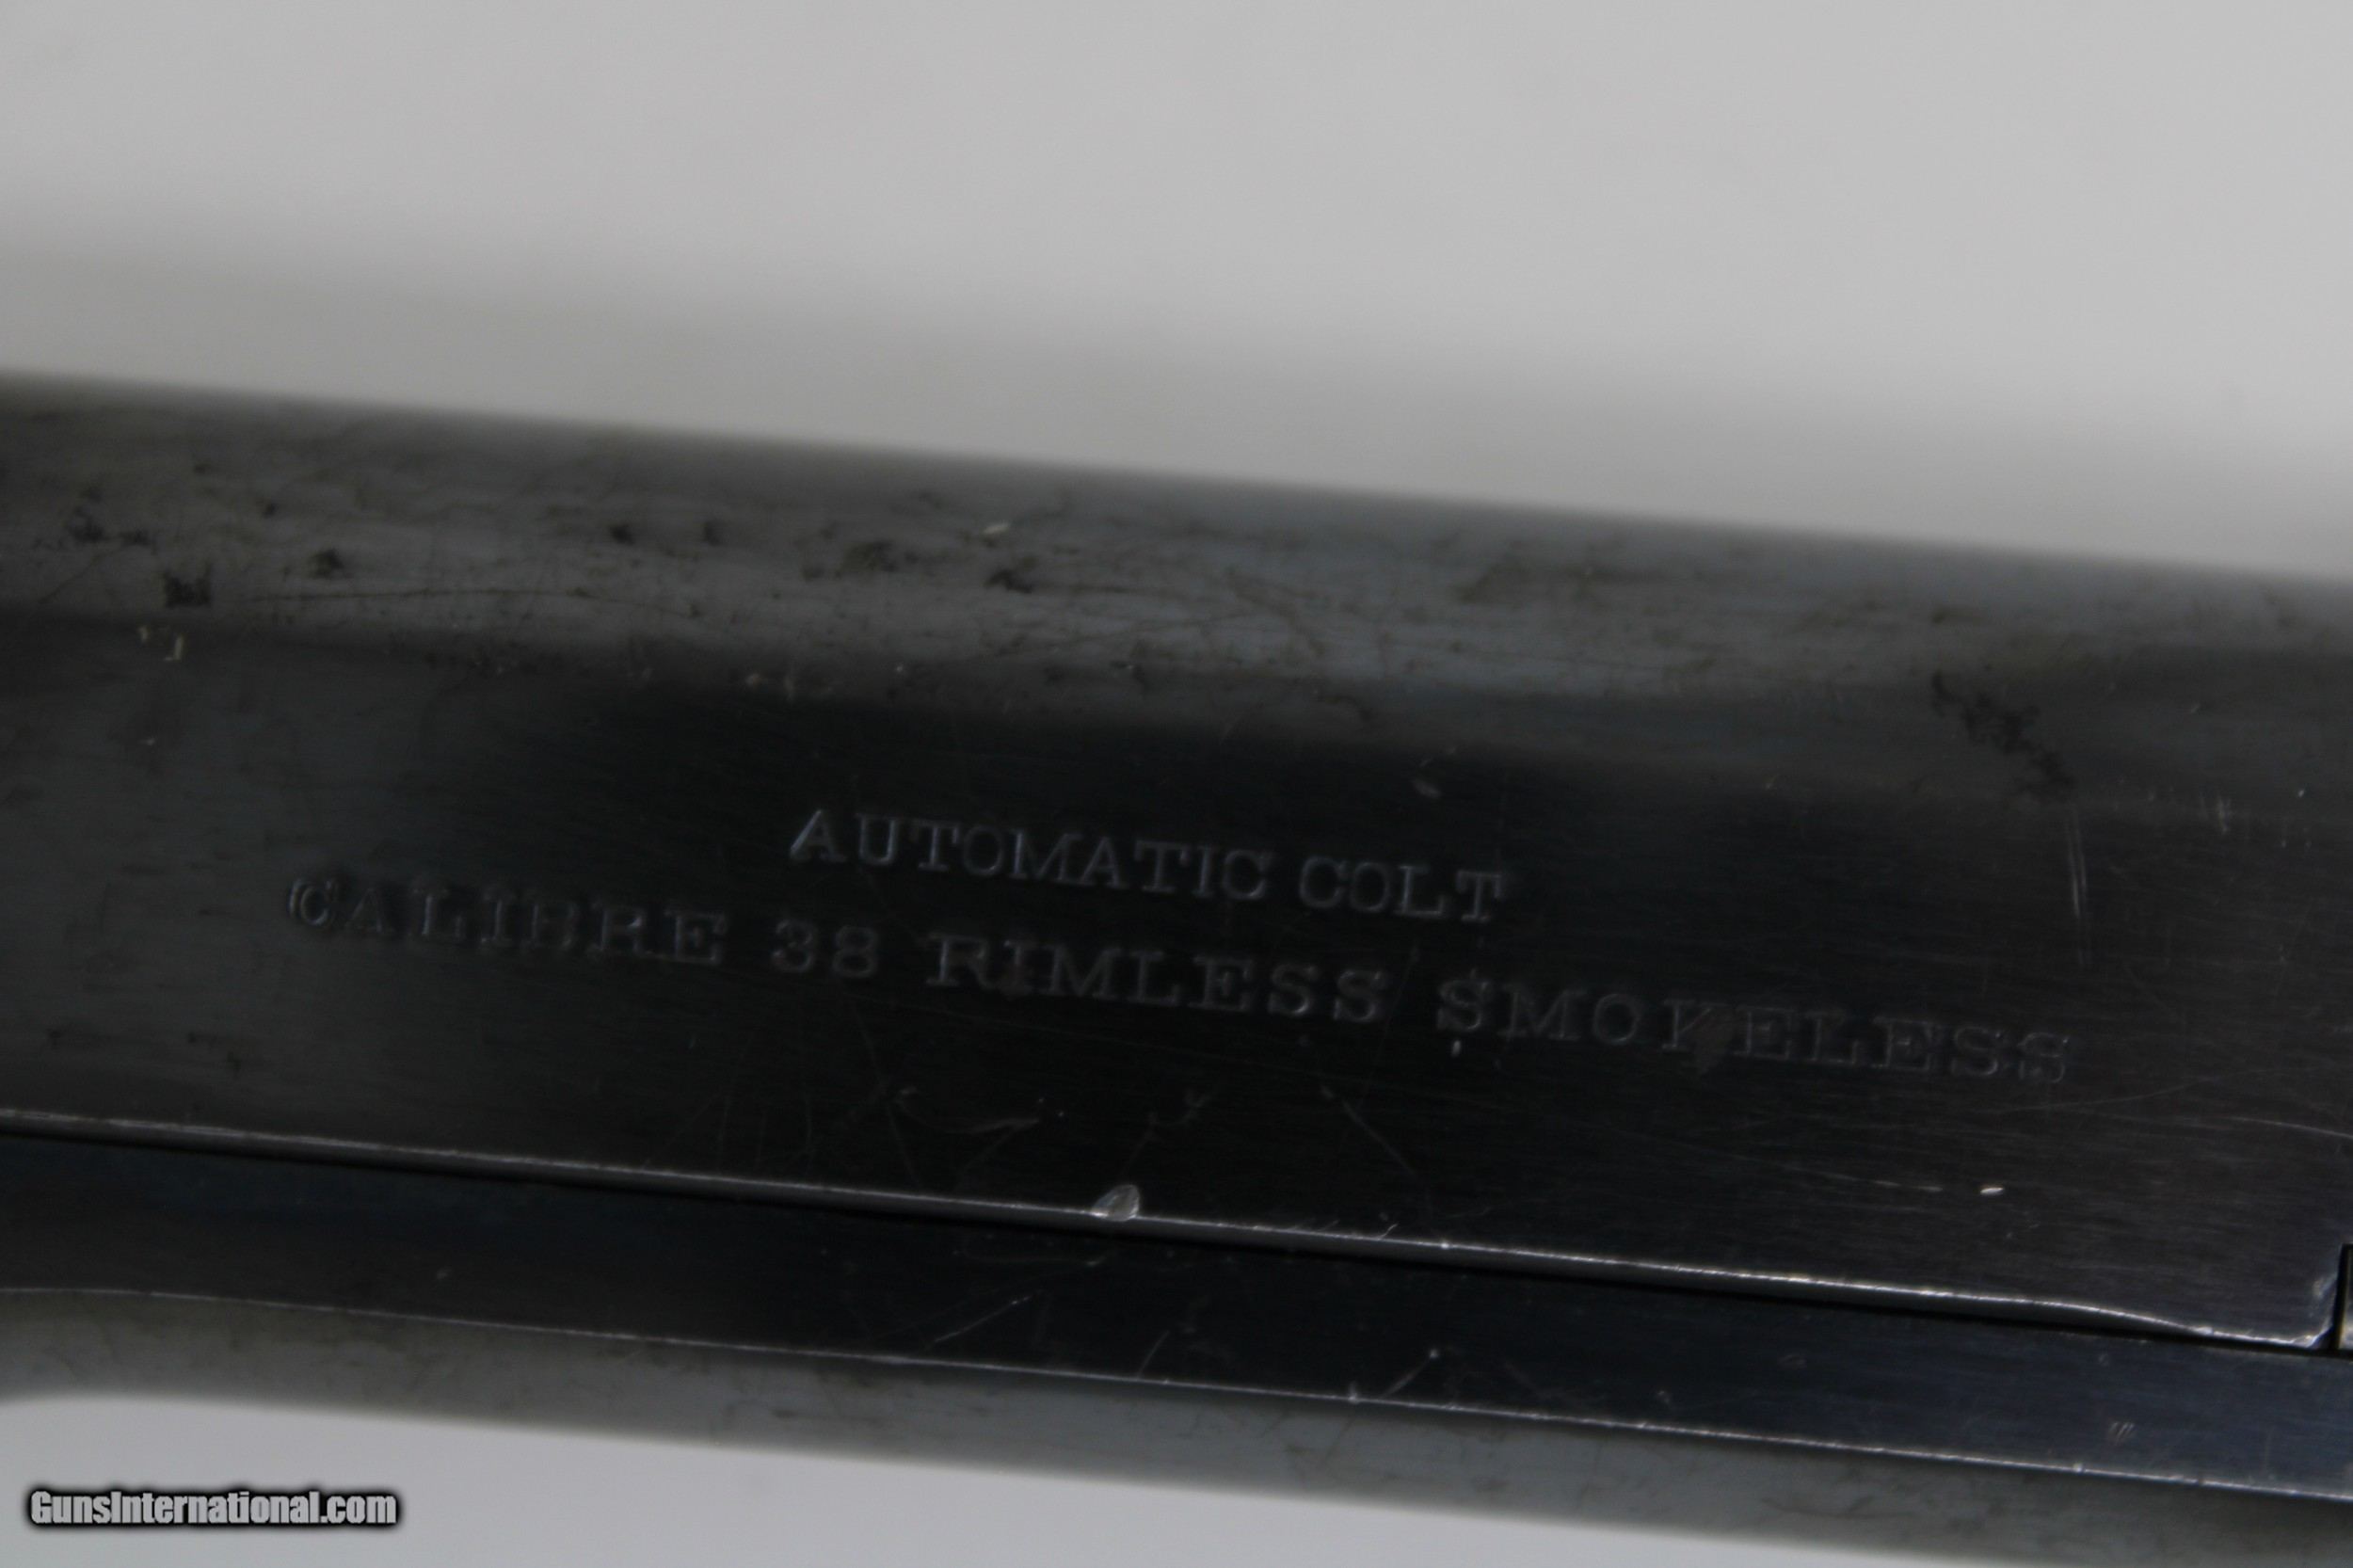 AUTOMATIC COLT
CALIBRE 38 RIMLESS SMOKELESS
GunsInternational.com